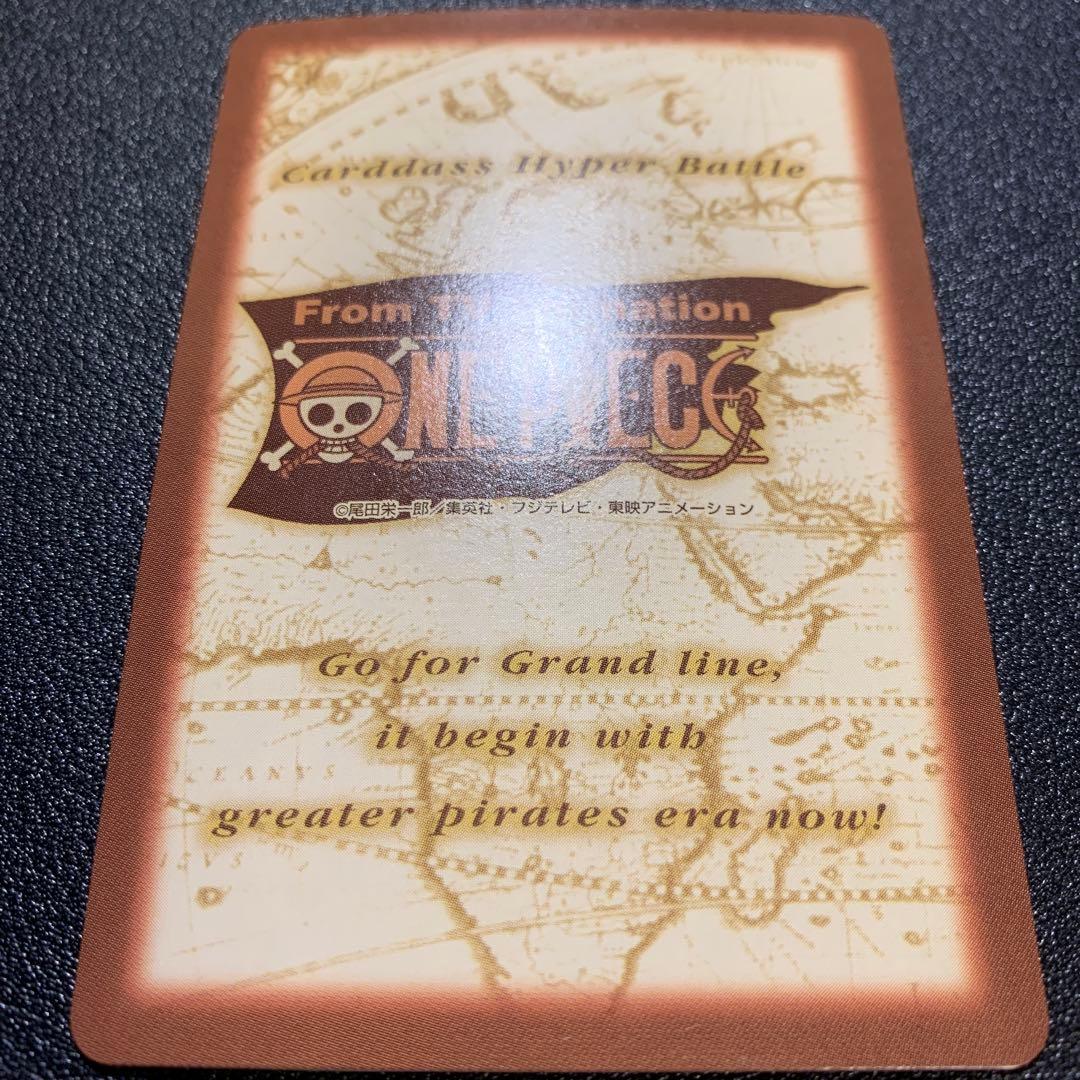 Carddass Hyper Battle
From TV Animation
ONE PIECE
©尾田栄一郎／集英社・フジテレビ・東映アニメーション
Go for Grand line,
it begin with
greater pirates era now!